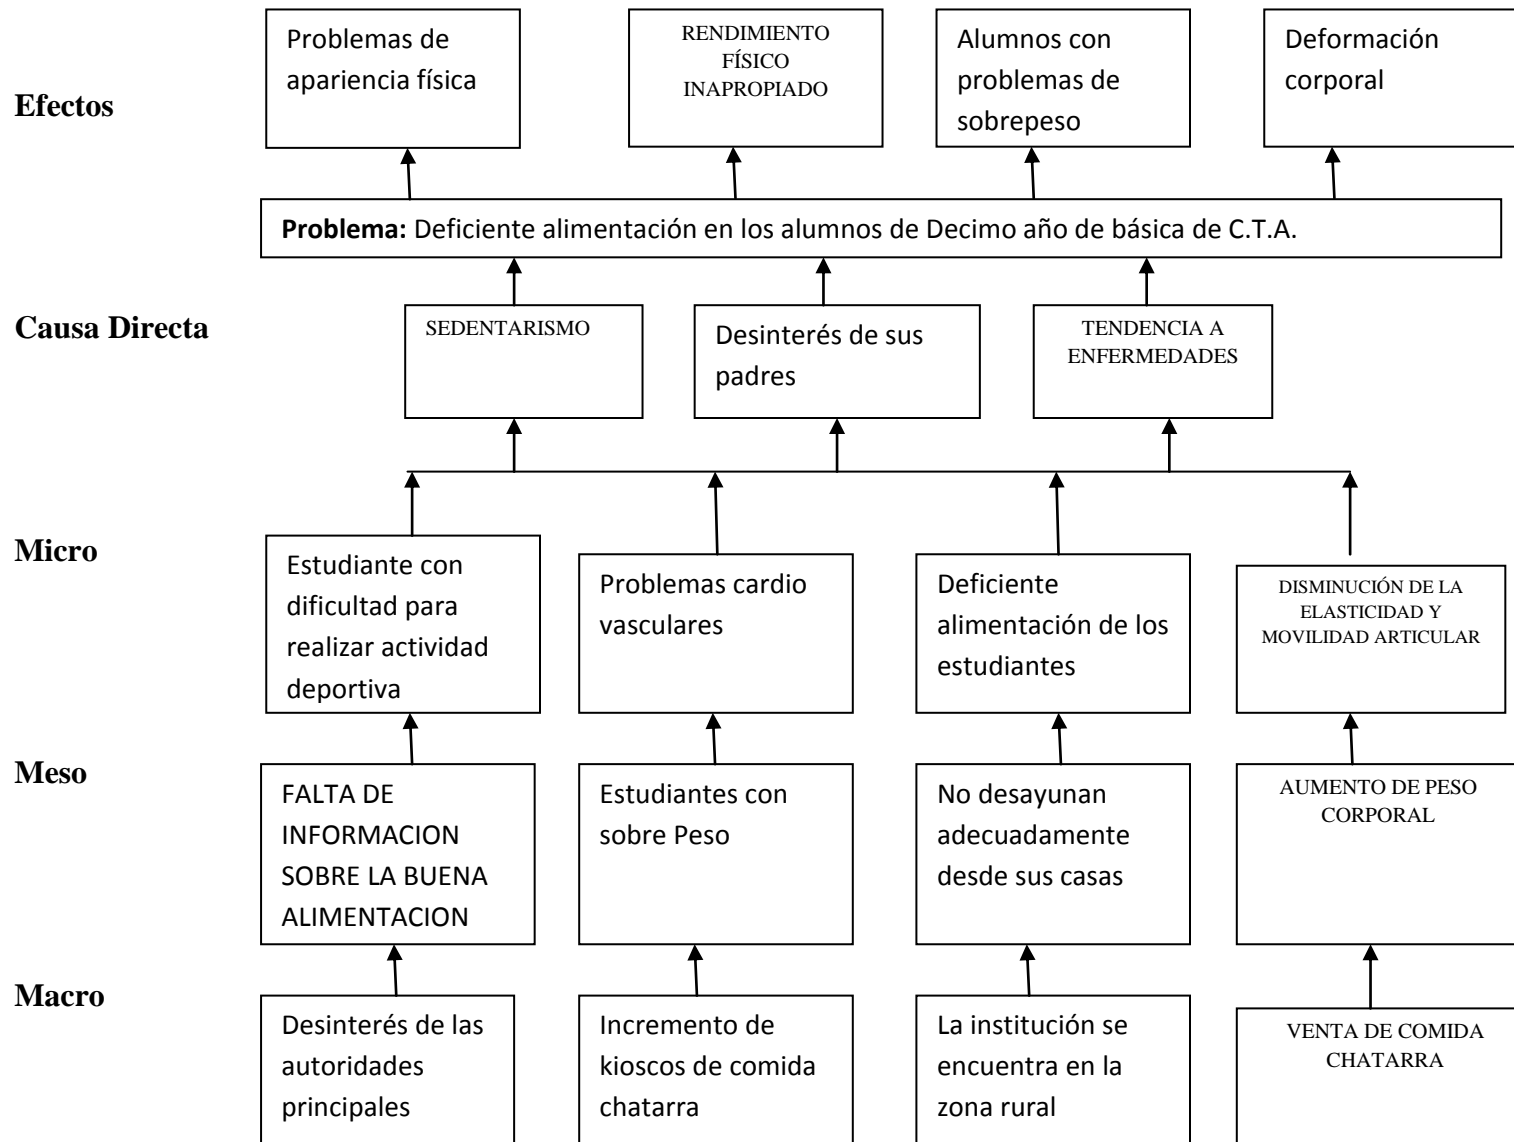 Efectos
Problemas de
apariencia física
RENDIMIENTO
FÍSICO
INAPROPIADO
Alumnos con
problemas de
sobrepeso
Deformación
corporal
Problema: Deficiente alimentación en los alumnos de Decimo año de básica de C.T.A.
Causa Directa
SEDENTARISMO
Desinterés de sus
padres
TENDENCIA A
ENFERMEDADES
Micro
Estudiante con
dificultad para
realizar actividad
deportiva
Problemas cardio
vasculares
Deficiente
alimentación de los
estudiantes
DISMINUCIÓN DE LA
ELASTICIDAD Y
MOVILIDAD ARTICULAR
Meso
FALTA DE
INFORMACION
SOBRE LA BUENA
ALIMENTACION
Estudiantes con
sobre Peso
No desayunan
adecuadamente
desde sus casas
AUMENTO DE PESO
CORPORAL
Macro
Desinterés de las
autoridades
principales
Incremento de
kioscos de comida
chatarra
La institución se
encuentra en la
zona rural
VENTA DE COMIDA
CHATARRA